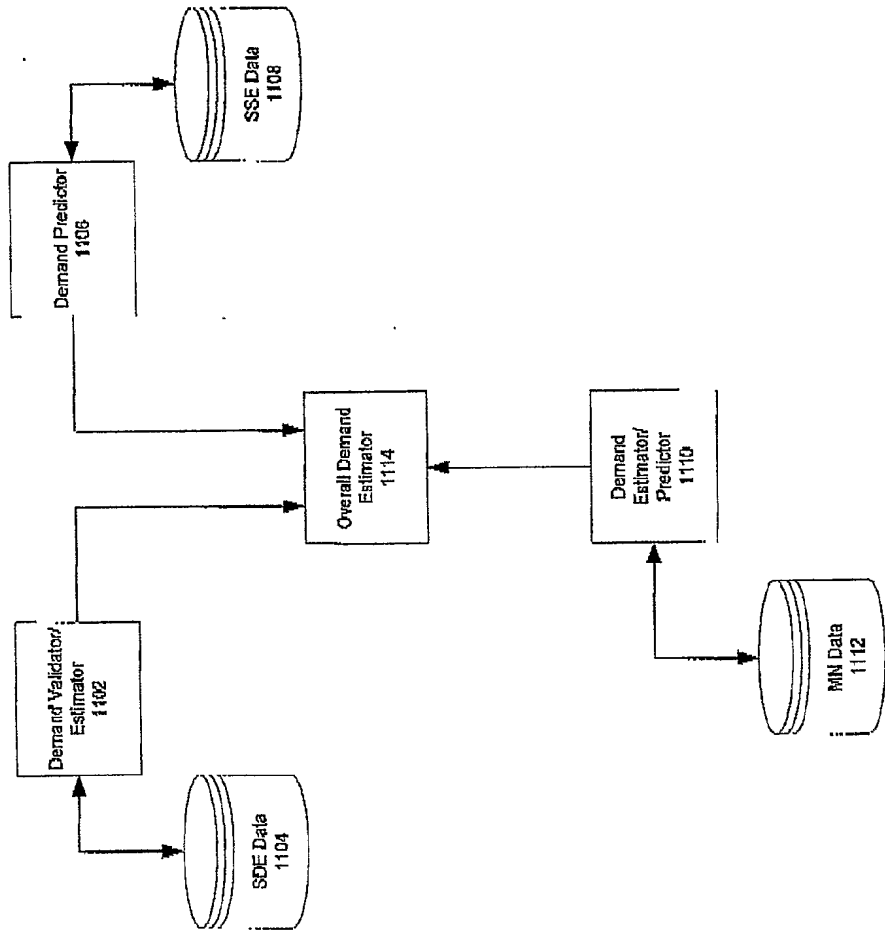 Demand Validator/
Estimator
1102
SDE Data
1104
Demand Predictor
1106
SSE Data
1108
Overall Demand
Estimator
1114
Demand
Estimator/
Predictor
1110
MN Data
1112